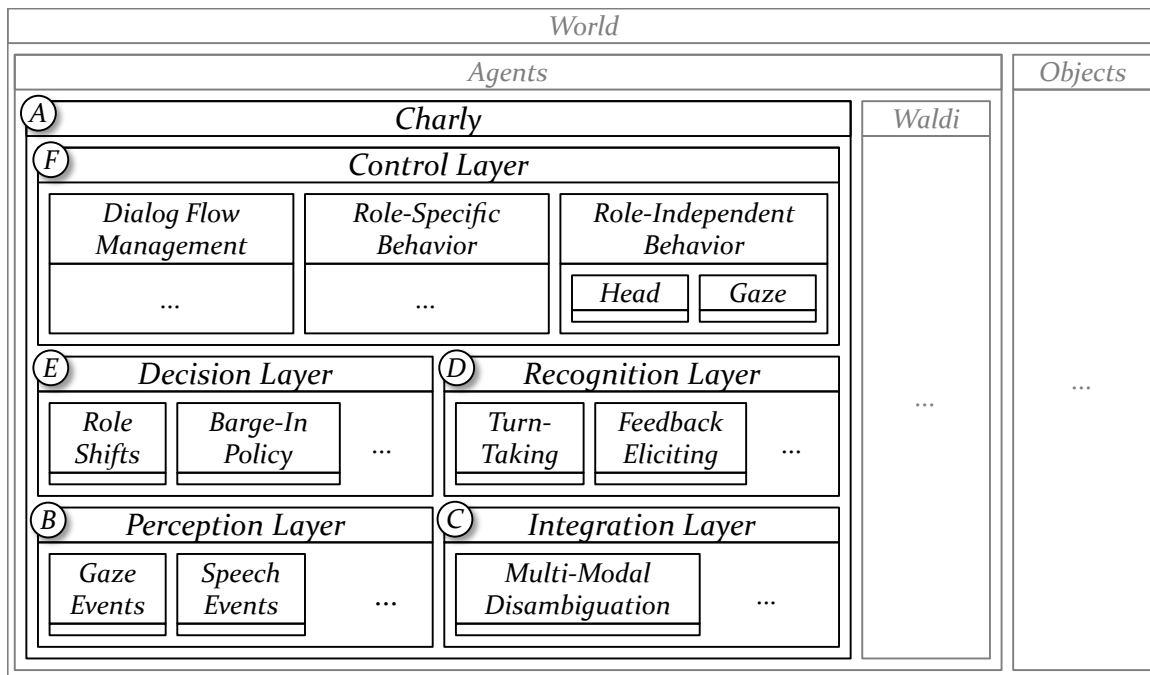 World
Agents
Objects
A
Charly
Waldi
F
Control Layer
Dialog Flow
Management
...
Role-Specific
Behavior
...
Role-Independent
Behavior
Head
Gaze
E
Decision Layer
Role
Shifts
Barge-In
Policy
...
D
Recognition Layer
Turn-
Taking
Feedback
Eliciting
...
B
Perception Layer
Gaze
Events
Speech
Events
...
C
Integration Layer
Multi-Modal
Disambiguation
...
...
...